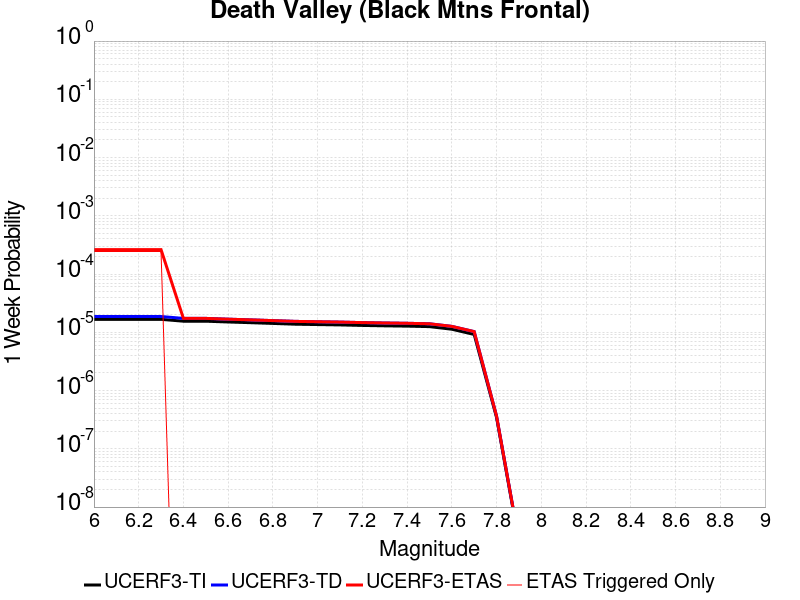 Death Valley (Black Mtns Frontal)
10^0
10^-1
10^-2
10^-3
10^-4
10^-5
10^-6
10^-7
10^-8
1 Week Probability
6 6.2 6.4 6.6 6.8 7 7.2 7.4 7.6 7.8 8 8.2 8.4 8.6 8.8 9
Magnitude
UCERF3-TI UCERF3-TD UCERF3-ETAS ETAS Triggered Only